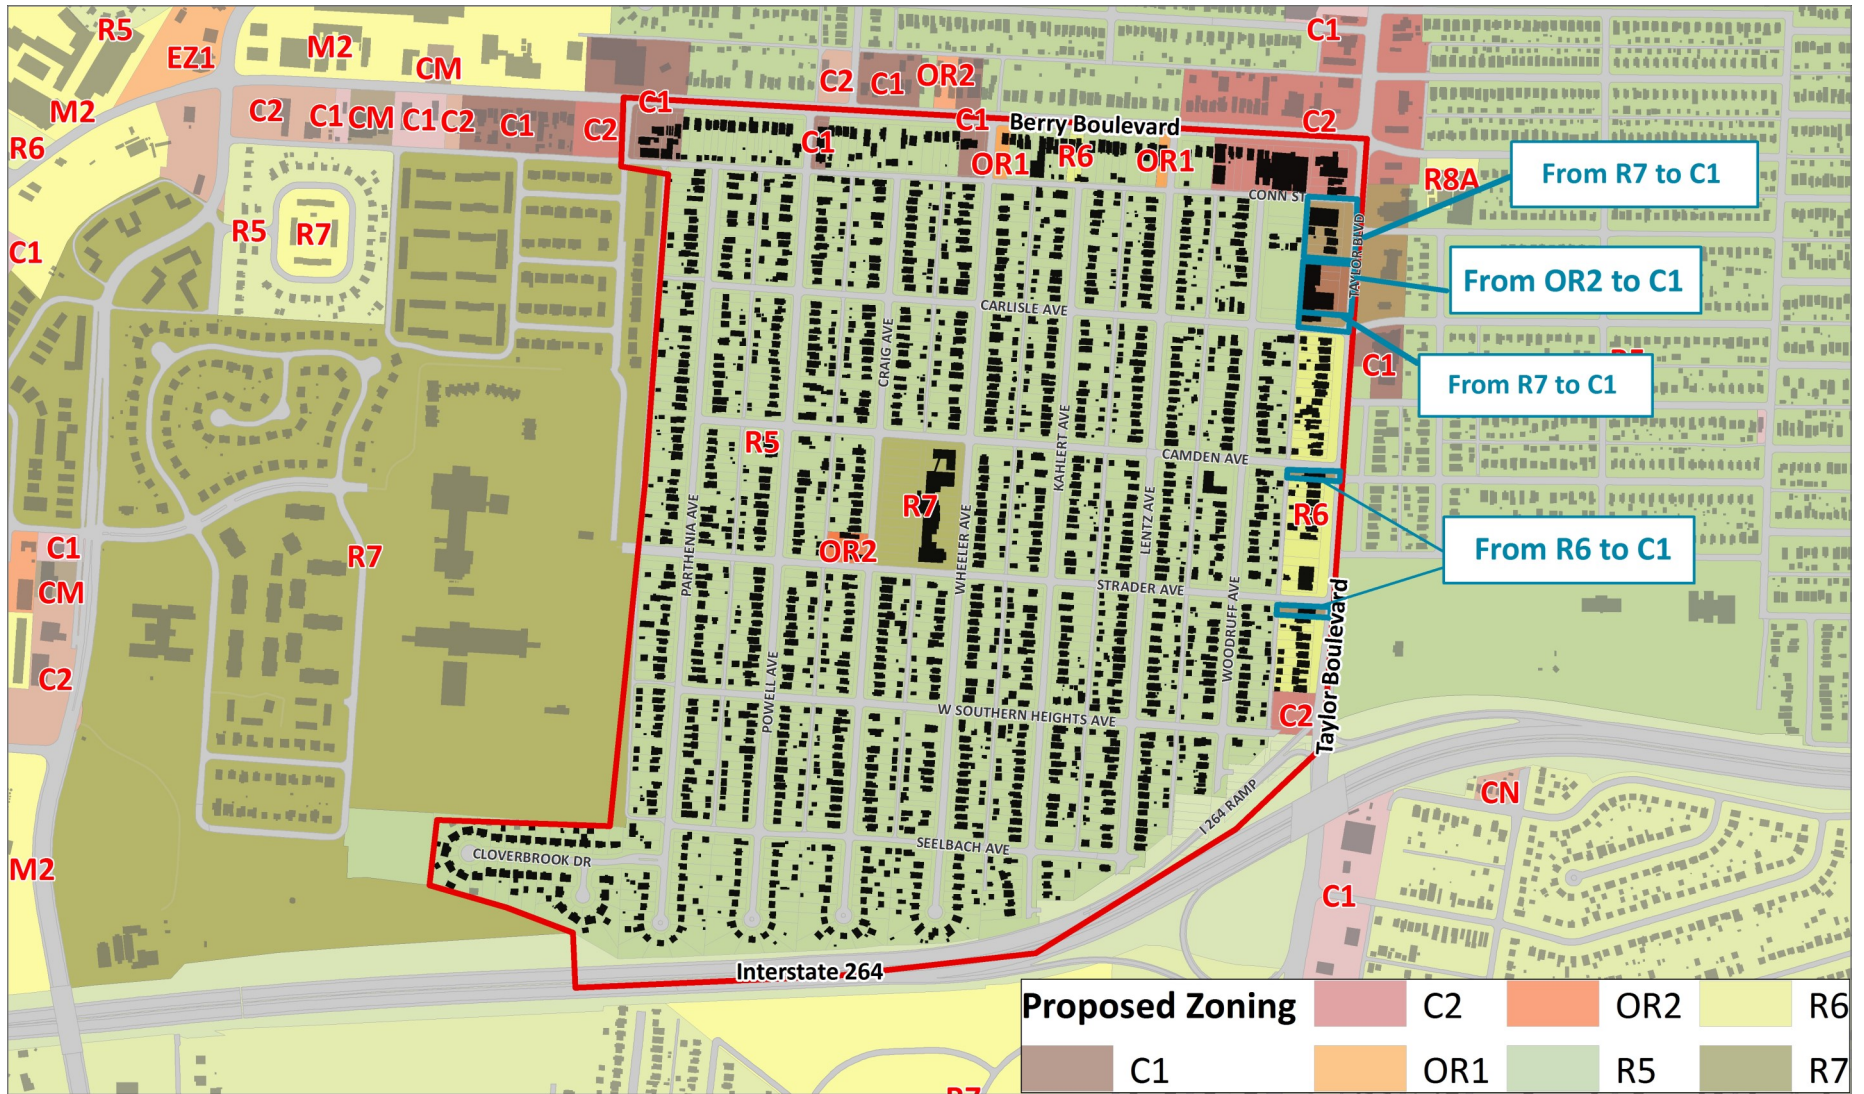 R5
EZ1
M2
CM
M2
R6
C2
C1
CM
C1
C2
C1
C2
C1
C2
C1
OR2
C1
C2
C1
C1
OR1
R6
OR1
Berry Boulevard
R8A
CONN ST
TAYLOR BLVD
From R7 to C1
From OR2 to C1
From R7 to C1
From R6 to C1
C1
R5
R7
C1
CARLISLE AVE
CRAIG AVE
KAHLERT AVE
CAMDEN AVE
R5
R7
OR2
R6
PARTHENIA AVE
WHEELER AVE
LENTZ AVE
STRADER AVE
WOODRUFF AVE
POWELL AVE
W SOUTHERN HEIGHTS AVE
C2
Taylor Boulevard
R7
C1
CM
C2
M2
I 264 RAMP
CN
C1
SEELBACH AVE
CLOVERBROOK DR
Interstate 264
Proposed Zoning
C2
OR2
R6
C1
OR1
R5
R7